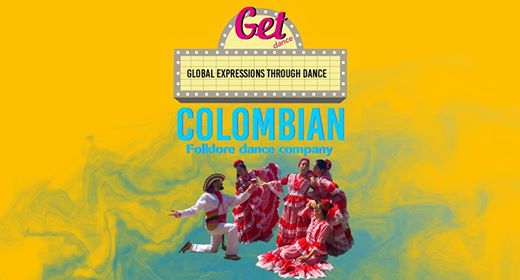 Get
dance
GLOBAL EXPRESSIONS THROUGH DANCE
COLOMBIAN
Folklore dance company